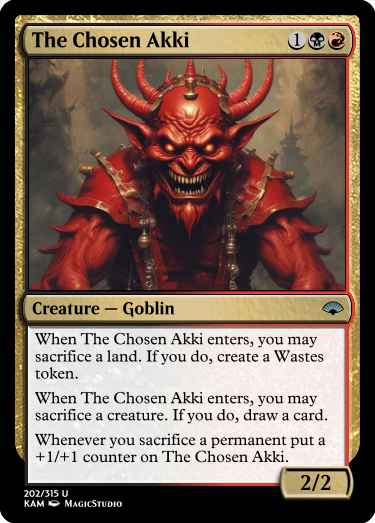 The Chosen Akki
1
Creature — Goblin
When The Chosen Akki enters, you may
sacrifice a land. If you do, create a Wastes
token.
When The Chosen Akki enters, you may
sacrifice a creature. If you do, draw a card.
Whenever you sacrifice a permanent put a
+1/+1 counter on The Chosen Akki.
2/2
202/315 U
KAM MagicStudio